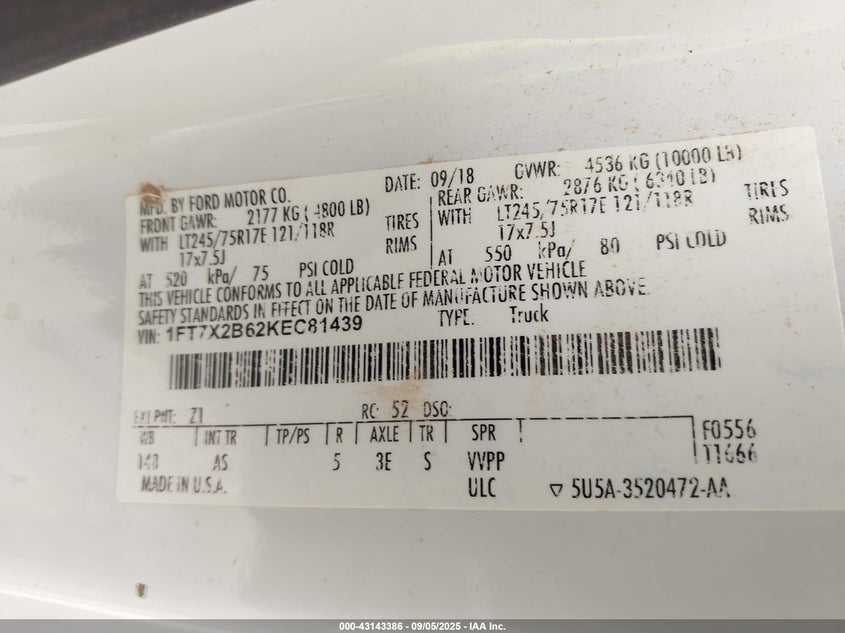 MFD. BY FORD MOTOR CO. DATE: 09/18 GVWR: 4536 KG (10000 LB)
FRONT GAWR: 2177 KG ( 4800 LB) REAR GAWR: 2876 KG ( 6340 LB)
WITH LT245/75R17E 121/118R TIRES WITH LT245/75R17E 121/118R TIRES
17x7.5J RIMS 17x7.5J RIMS
AT 520 kPa/ 75 PSI COLD AT 550 kPa/ 80 PSI COLD
THIS VEHICLE CONFORMS TO ALL APPLICABLE FEDERAL MOTOR VEHICLE
SAFETY STANDARDS IN EFFECT ON THE DATE OF MANUFACTURE SHOWN ABOVE.
VIN: 1FT7X2B62KEC81439 TYPE: Truck
EXT PNT: Z1 RC: 52 DSO:
WB INT TR TP/PS R AXLE TR SPR F0556
148 AS 5 3E S VVPP T1666
MADE IN U.S.A. ULC ▽ 5U5A-3520472-AA
000-43143386 - 09/05/2025 - IAA Inc.